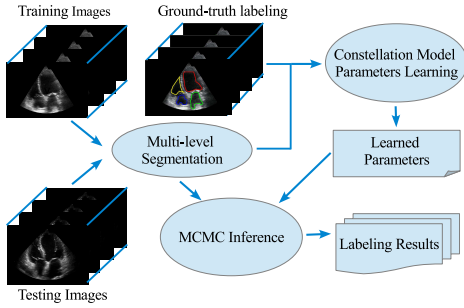 Training Images
Ground-truth labeling
Constellation Model
Parameters Learning
Multi-level
Segmentation
Learned
Parameters
MCMC Inference
Labeling Results
Testing Images